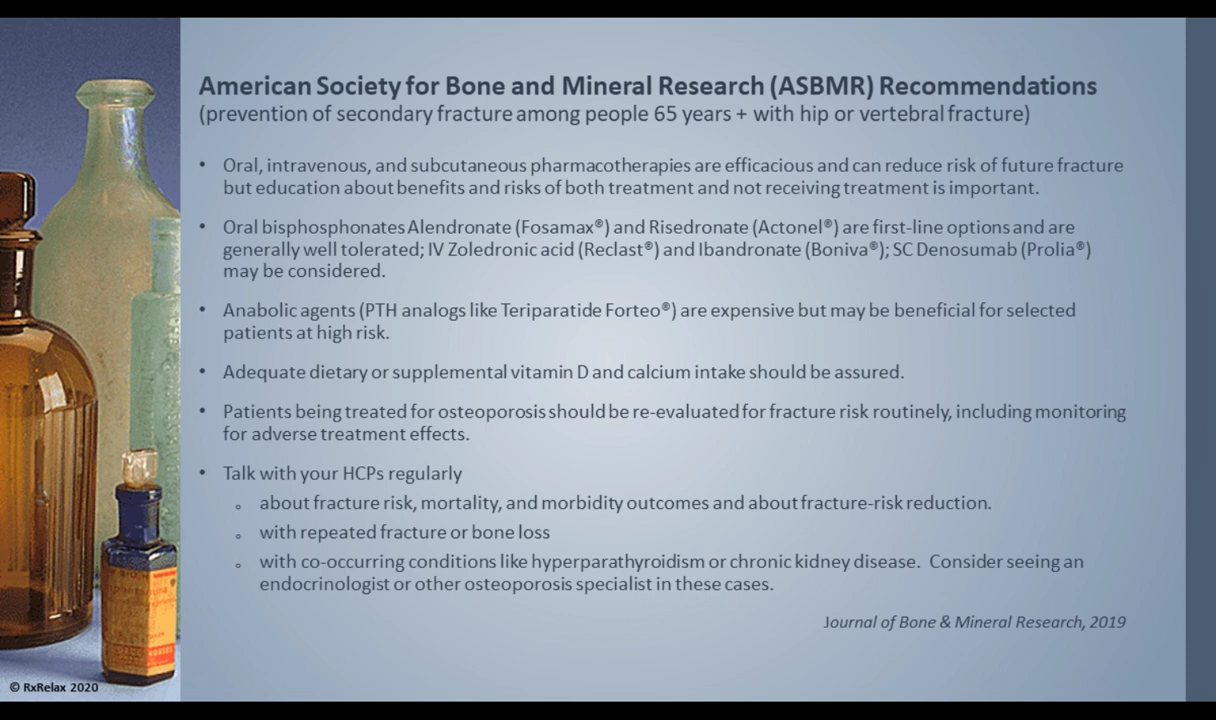 American Society for Bone and Mineral Research (ASBMR) Recommendations
(prevention of secondary fracture among people 65 years + with hip or vertebral fracture)
• Oral, intravenous, and subcutaneous pharmacotherapies are efficacious and can reduce risk of future fracture
but education about benefits and risks of both treatment and not receiving treatment is important.
• Oral bisphosphonates Alendronate (Fosamax®) and Risedronate (Actonel®) are first-line options and are
generally well tolerated; IV Zoledronic acid (Reclast®) and Ibandronate (Boniva®); SC Denosumab (Prolia®)
may be considered.
• Anabolic agents (PTH analogs like Teriparatide Forteo®) are expensive but may be beneficial for selected
patients at high risk.
• Adequate dietary or supplemental vitamin D and calcium intake should be assured.
• Patients being treated for osteoporosis should be re-evaluated for fracture risk routinely, including monitoring
for adverse treatment effects.
• Talk with your HCPs regularly
o about fracture risk, mortality, and morbidity outcomes and about fracture-risk reduction.
o with repeated fracture or bone loss
o with co-occurring conditions like hyperparathyroidism or chronic kidney disease. Consider seeing an
endocrinologist or other osteoporosis specialist in these cases.
Journal of Bone & Mineral Research, 2019
© RxRelax 2020